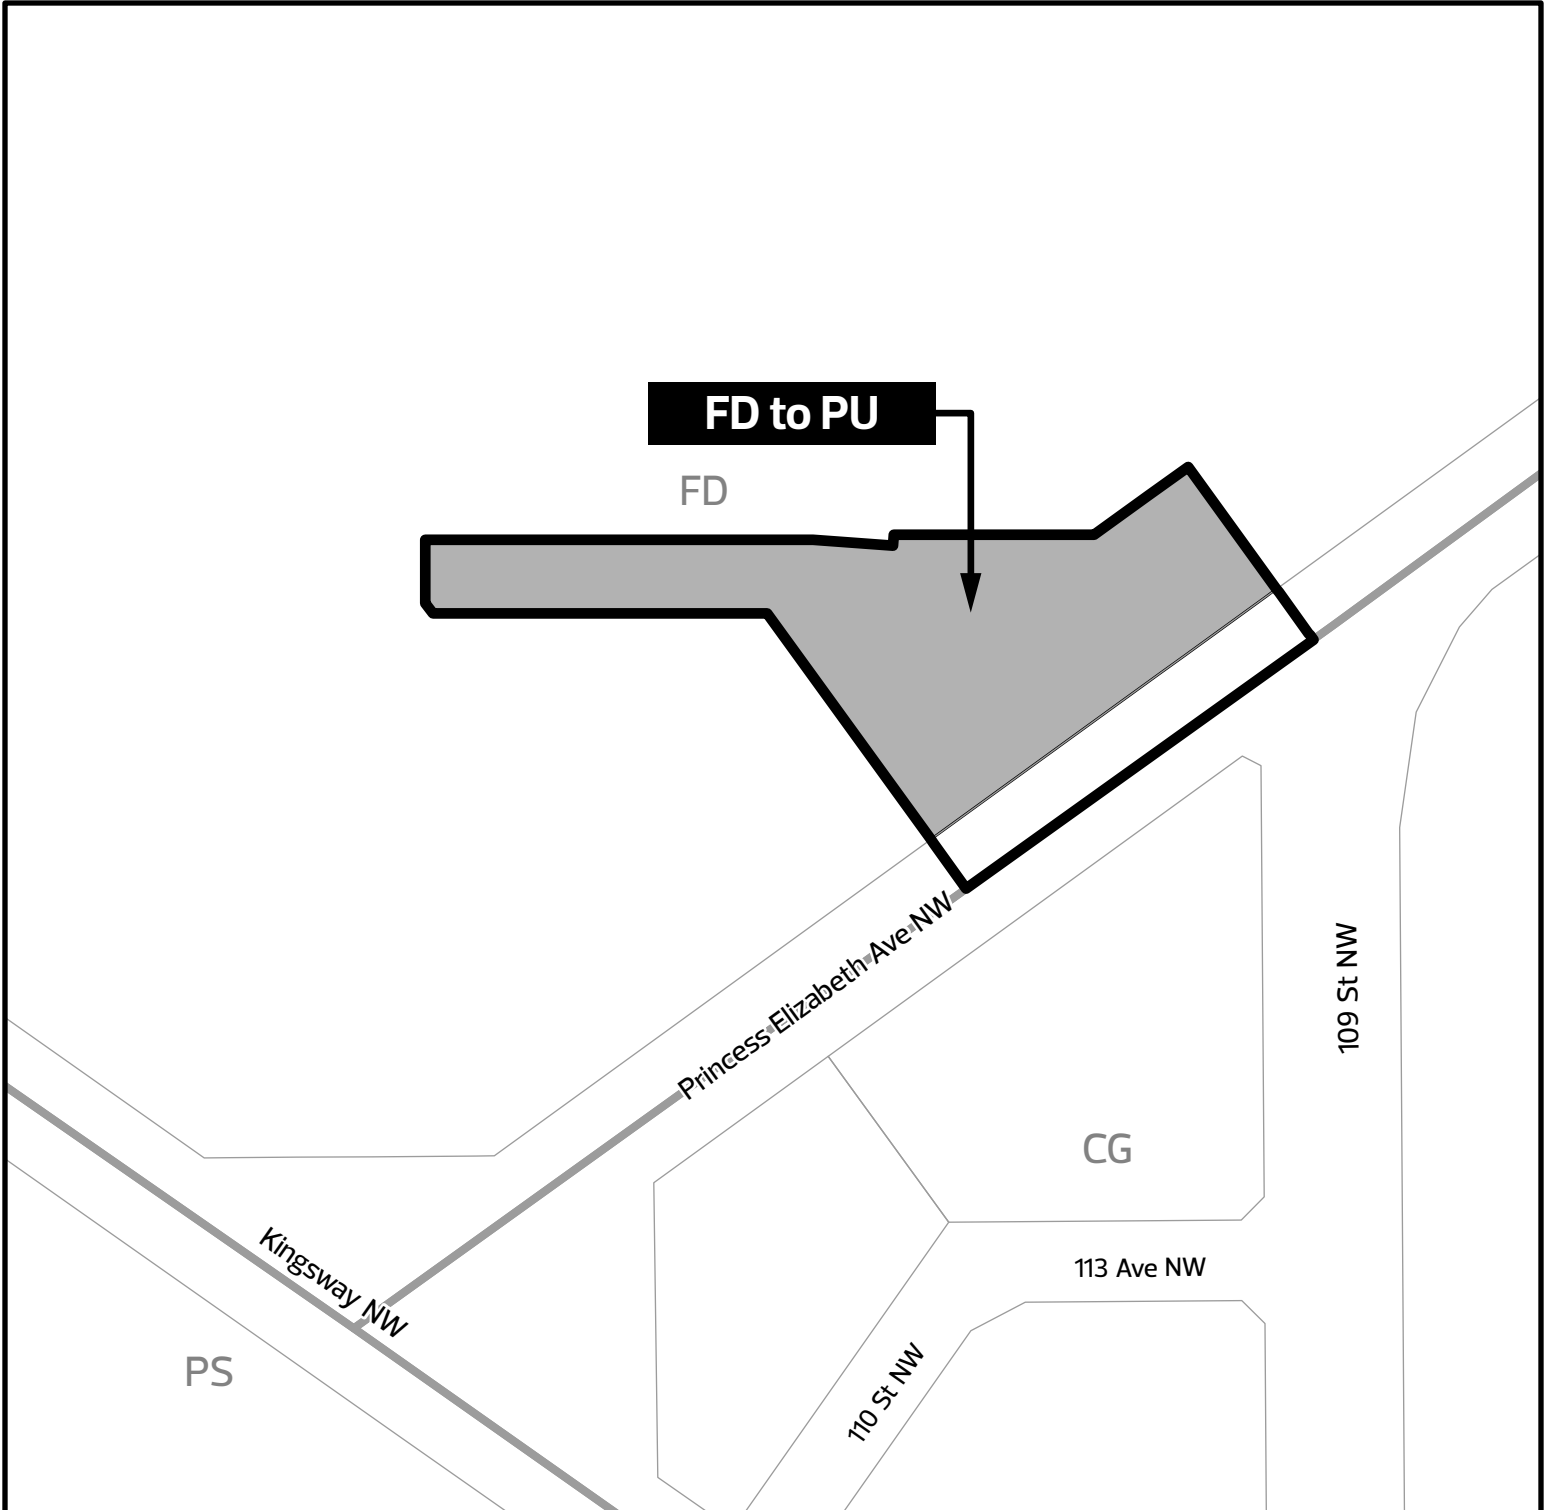 FD to PU
FD
Princess Elizabeth Ave NW
109 St NW
CG
Kingsway NW
113 Ave NW
PS
110 St NW